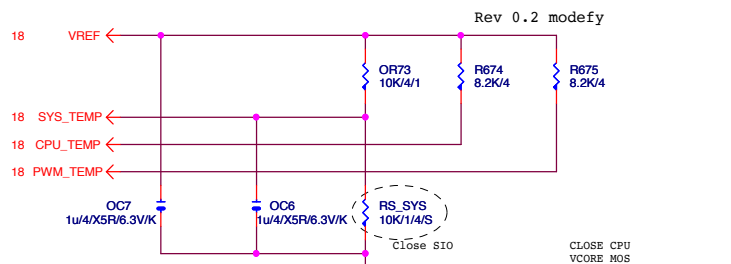 Rev 0.2 modefy
18 VREF
OR73
10K/4/1
R674
8.2K/4
R675
8.2K/4
18 SYS_TEMP
18 CPU_TEMP
18 PWM_TEMP
OC7
1u/4/X5R/6.3V/K
OC6
1u/4/X5R/6.3V/K
RS_SYS
10K/1/4/S
Close SIO
CLOSE CPU
VCORE MOS